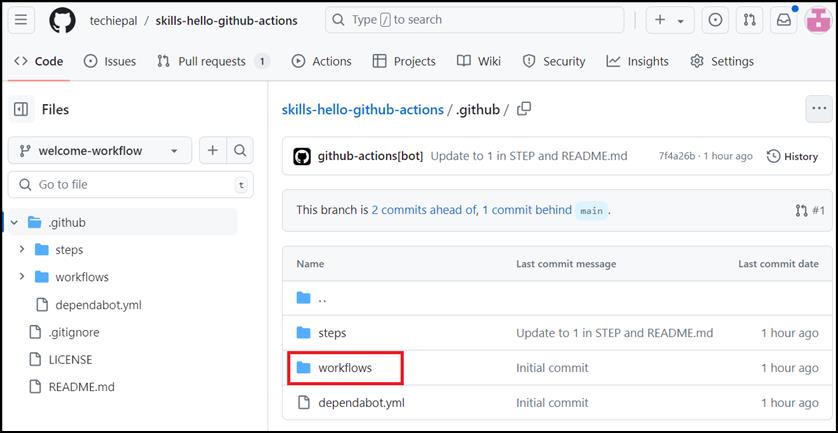 techiepal / skills-hello-github-actions
Type / to search
Code Issues Pull requests 1 Actions Projects Wiki Security Insights Settings
Files
welcome-workflow
Go to file t
.github
steps
workflows
dependabot.yml
.gitignore
LICENSE
README.md
skills-hello-github-actions / .github /
github-actions[bot] Update to 1 in STEP and README.md 7f4a26b · 1 hour ago History
This branch is 2 commits ahead of, 1 commit behind main . #1
Name Last commit message Last commit date
..
steps Update to 1 in STEP and README.md 1 hour ago
workflows Initial commit 1 hour ago
dependabot.yml Initial commit 1 hour ago